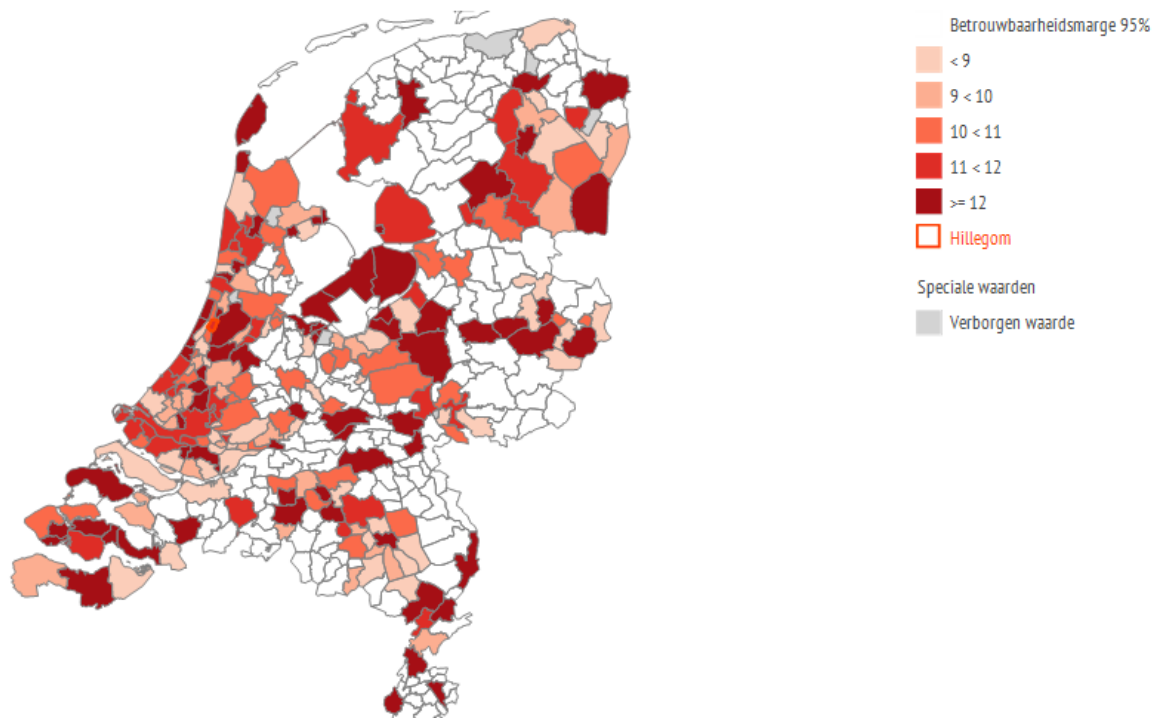 Betrouwbaarheidsmarge 95%
< 9
9 < 10
10 < 11
11 < 12
>= 12
Hillegom
Speciale waarden
Verborgen waarde